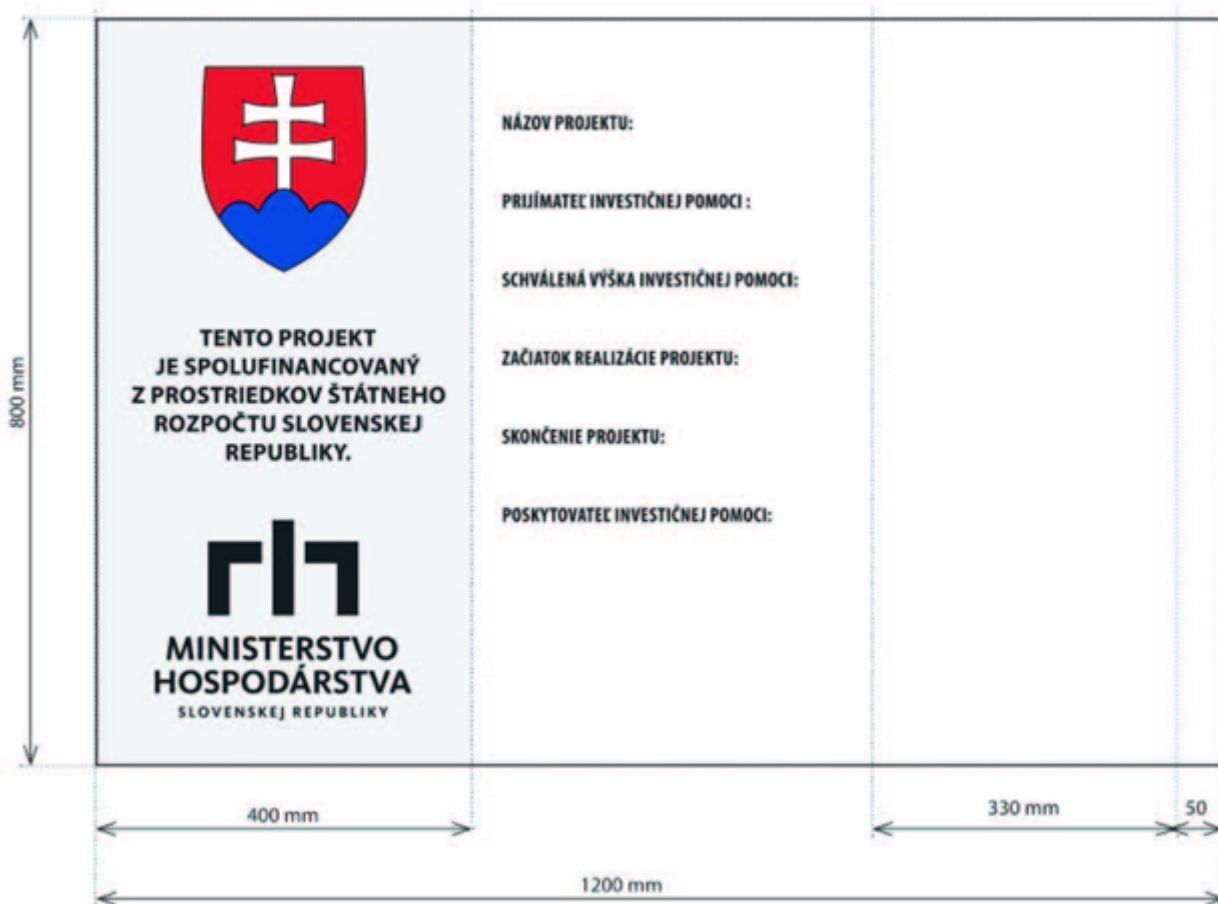 TENTO PROJEKT
JE SPOLUFINANCOVANÝ
Z PROSTRIEDKOV ŠTÁTNEHO
ROZPOČTU SLOVENSKEJ
REPUBLIKY.
MINISTERSTVO
HOSPODÁRSTVA
SLOVENSKEJ REPUBLIKY
NÁZOV PROJEKTU:
PRIJÍMATEĽ INVESTIČNEJ POMOCI :
SCHVÁLENÁ VÝŠKA INVESTIČNEJ POMOCI:
ZAČIATOK REALIZÁCIE PROJEKTU:
SKONČENIE PROJEKTU:
POSKYTOVATEĽ INVESTIČNEJ POMOCI:
800 mm
400 mm
330 mm
50
1200 mm